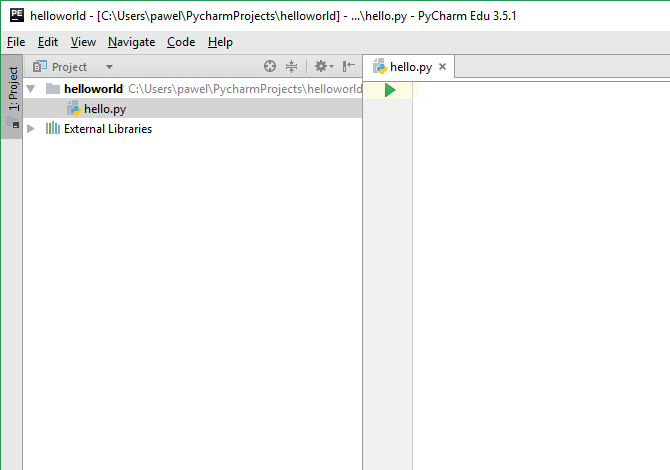 PE helloworld - [C:\Users\pawel\PycharmProjects\helloworld] - ...\hello.py - PyCharm Edu 3.5.1
File Edit View Navigate Code Help
1: Project
Project
helloworld C:\Users\pawel\PycharmProjects\helloworld
hello.py
External Libraries
hello.py